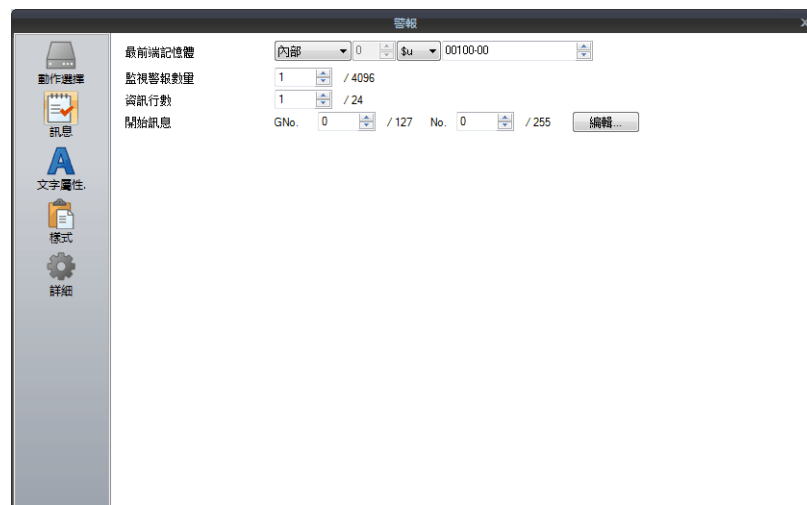 警報
動作選擇
訊息
文字屬性.
樣式
詳細
最前端記憶體 內部 0 $u 00100-00
監視警報數量 1 / 4096
資訊行數 1 / 24
開始訊息 GNo. 0 / 127 No. 0 / 255 編輯...